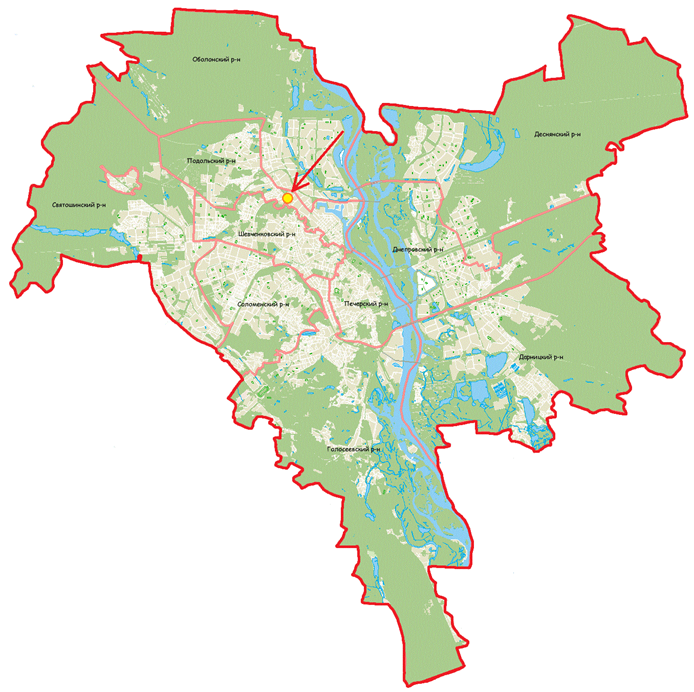 Оболонский р-н
Деснянский р-н
Подольский р-н
Святошинский р-н
Шевченковский р-н
Днепровский р-н
Соломенский р-н
Печерский р-н
Дарницкий р-н
Голосеевский р-н